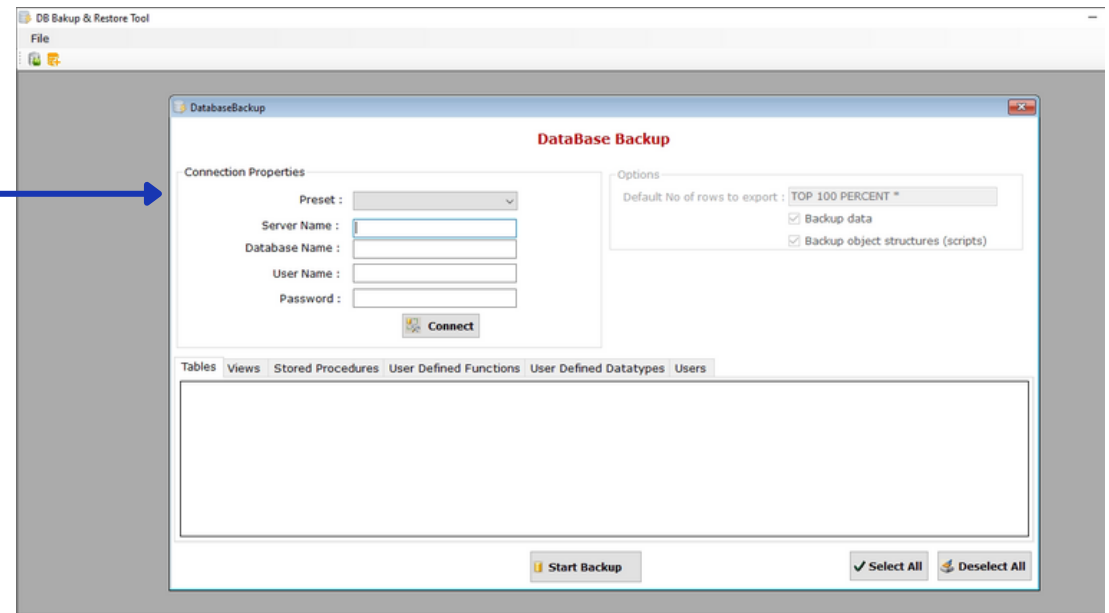 DB Bakup & Restore Tool
File
DatabaseBackup
DataBase Backup
Connection Properties
Preset :
Server Name :
Database Name :
User Name :
Password :
Connect
Options
Default No of rows to export : TOP 100 PERCENT *
Backup data
Backup object structures (scripts)
Tables Views Stored Procedures User Defined Functions User Defined Datatypes Users
Start Backup Select All Deselect All